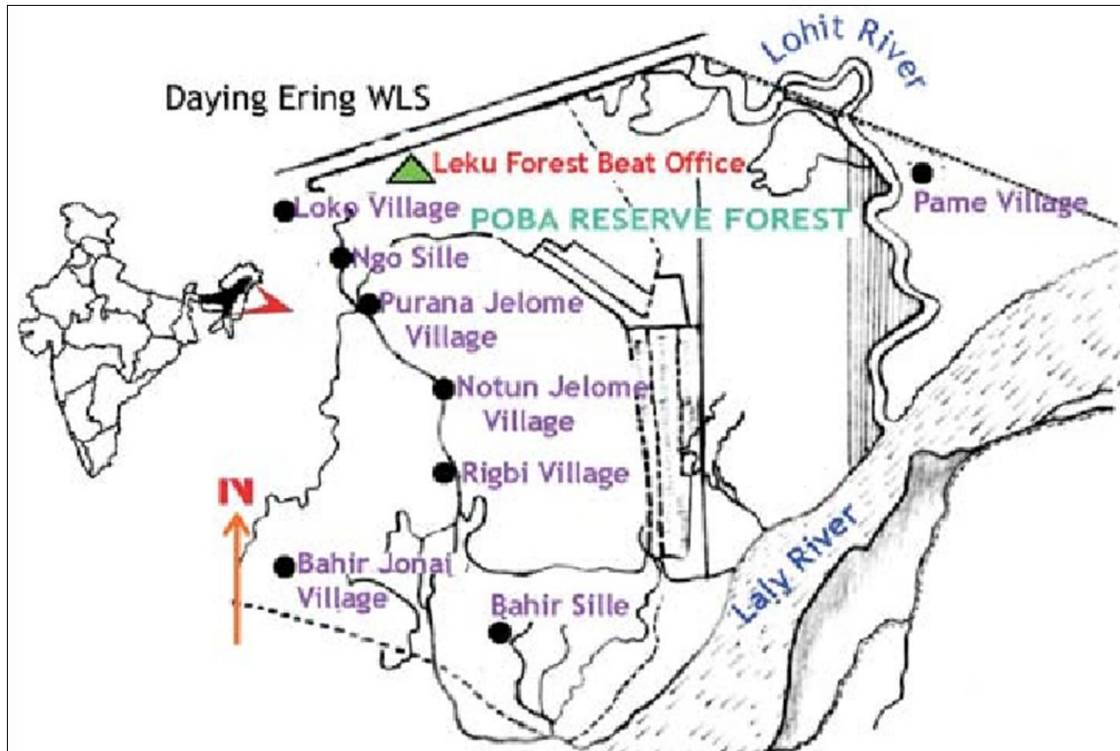 Lohit River
Daying Ering WLS
Leku Forest Beat Office
Loko Village
POBA RESERVE FOREST
Pame Village
Ngo Sille
Purana Jelome
Village
Notun Jelome
Village
Rigbi Village
N
Laly River
Bahir Jonai
Village
Bahir Sille